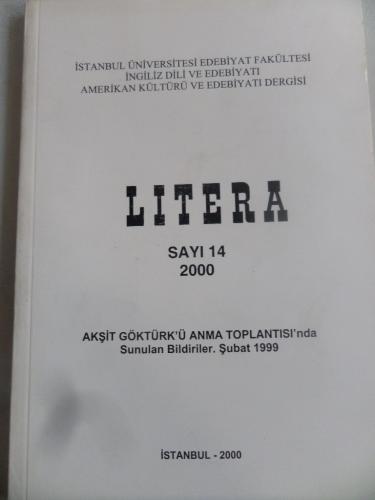 İSTANBUL ÜNİVERSİTESİ EDEBİYAT FAKÜLTESİ
İNGİLİZ DİLİ VE EDEBİYATI
AMERİKAN KÜLTÜRÜ VE EDEBİYATI DERGİSİ
LITERA
SAYI 14
2000
AKŞİT GÖKTÜRK'Ü ANMA TOPLANTISI'nda
Sunulan Bildiriler. Şubat 1999
İSTANBUL - 2000